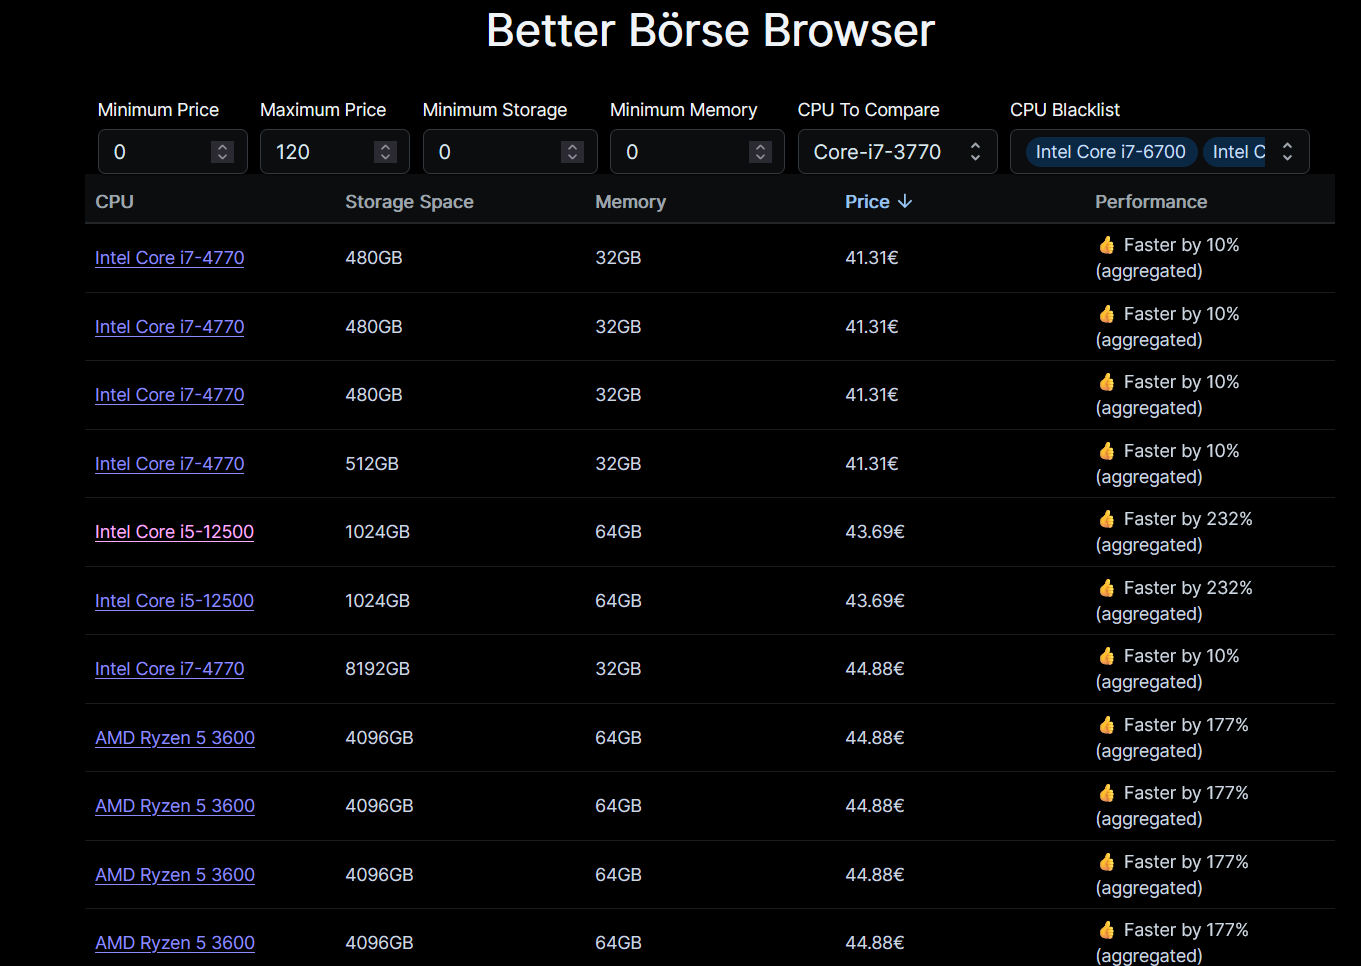 Better Börse Browser
Minimum Price Maximum Price Minimum Storage Minimum Memory CPU To Compare CPU Blacklist
0 120 0 0 Core-i7-3770 Intel Core i7-6700 Intel C
CPU Storage Space Memory Price ↓ Performance
Intel Core i7-4770 480GB 32GB 41.31€ 👍 Faster by 10%
(aggregated)
Intel Core i7-4770 480GB 32GB 41.31€ 👍 Faster by 10%
(aggregated)
Intel Core i7-4770 480GB 32GB 41.31€ 👍 Faster by 10%
(aggregated)
Intel Core i7-4770 512GB 32GB 41.31€ 👍 Faster by 10%
(aggregated)
Intel Core i5-12500 1024GB 64GB 43.69€ 👍 Faster by 232%
(aggregated)
Intel Core i5-12500 1024GB 64GB 43.69€ 👍 Faster by 232%
(aggregated)
Intel Core i7-4770 8192GB 32GB 44.88€ 👍 Faster by 10%
(aggregated)
AMD Ryzen 5 3600 4096GB 64GB 44.88€ 👍 Faster by 177%
(aggregated)
AMD Ryzen 5 3600 4096GB 64GB 44.88€ 👍 Faster by 177%
(aggregated)
AMD Ryzen 5 3600 4096GB 64GB 44.88€ 👍 Faster by 177%
(aggregated)
AMD Ryzen 5 3600 4096GB 64GB 44.88€ 👍 Faster by 177%
(aggregated)